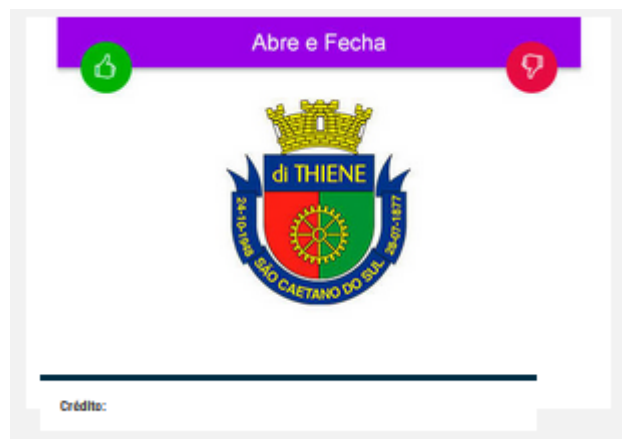 Abre e Fecha
di THIENE
24-10-1948
SÃO CAETANO DO SUL
28-07-1877
Crédito: